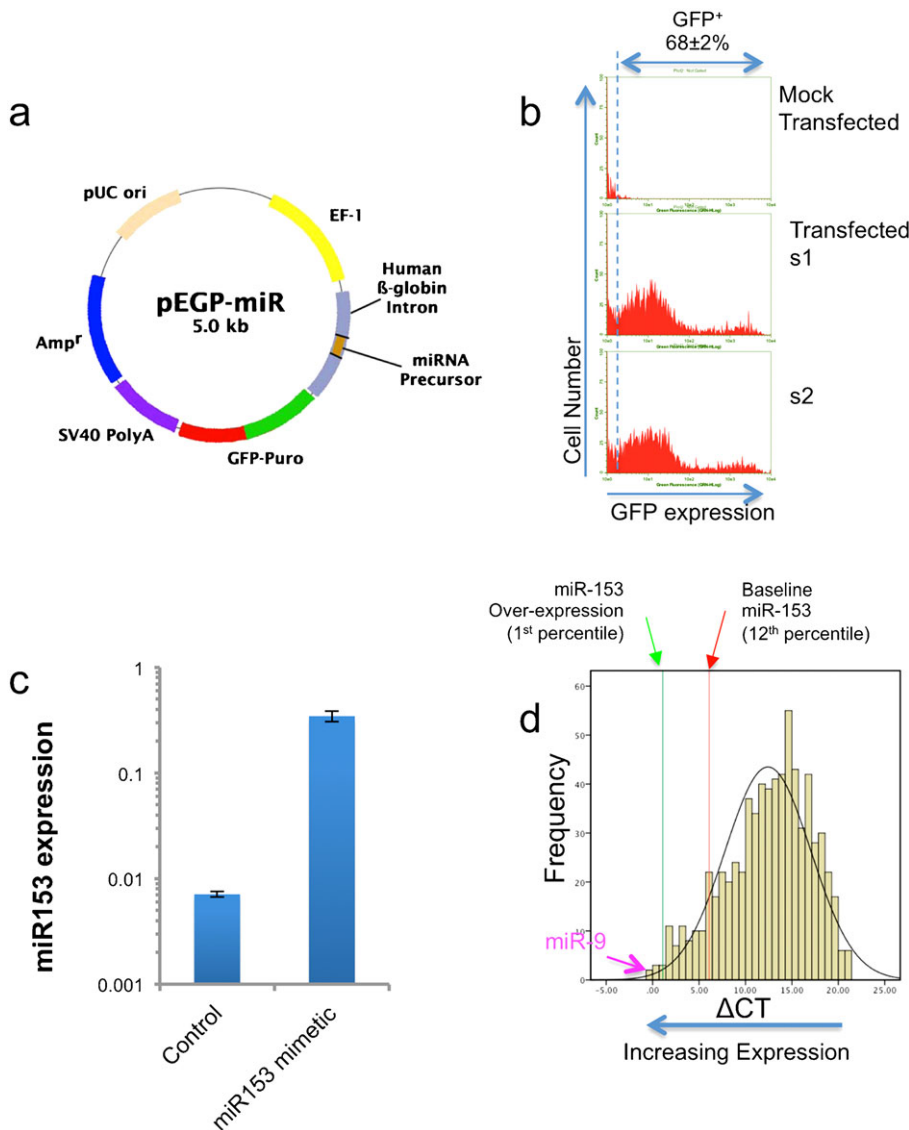 a
pUC ori
EF-1
Human
ß-globin
Intron
pEGP-miR
5.0 kb
Ampʳ
miRNA
Precursor
SV40 PolyA
GFP-Puro
b
GFP⁺
68±2%
Mock
Transfected
Transfected
s1
s2
Cell Number
GFP expression
c
miR153 expression
1
0.1
0.01
0.001
Control
miR153 mimetic
miR-153
Over-expression
(1ˢᵗ percentile)
Baseline
miR-153
(12ᵗʰ percentile)
d
Frequency
60
50
40
30
20
10
0
miR-9
-5.00 .00 5.00 10.00 15.00 20.00 25.00
ΔCT
Increasing Expression